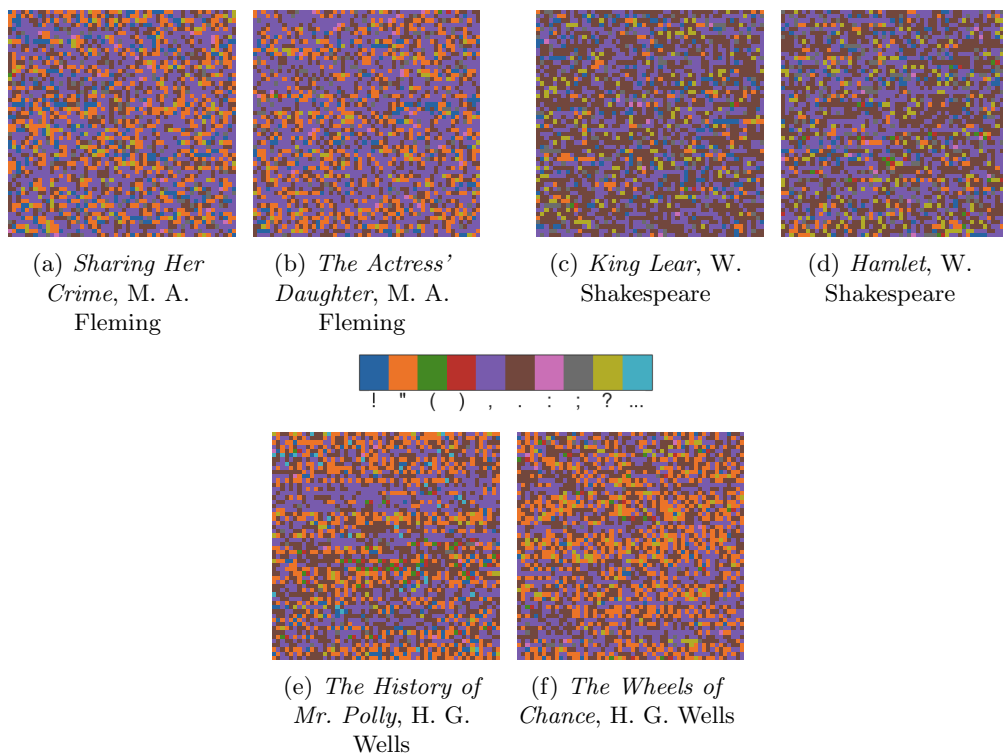 (a) Sharing Her
Crime, M. A.
Fleming
(b) The Actress'
Daughter, M. A.
Fleming
(c) King Lear, W.
Shakespeare
(d) Hamlet, W.
Shakespeare
! " ( ) , . : ; ? ...
(e) The History of
Mr. Polly, H. G.
Wells
(f) The Wheels of
Chance, H. G. Wells